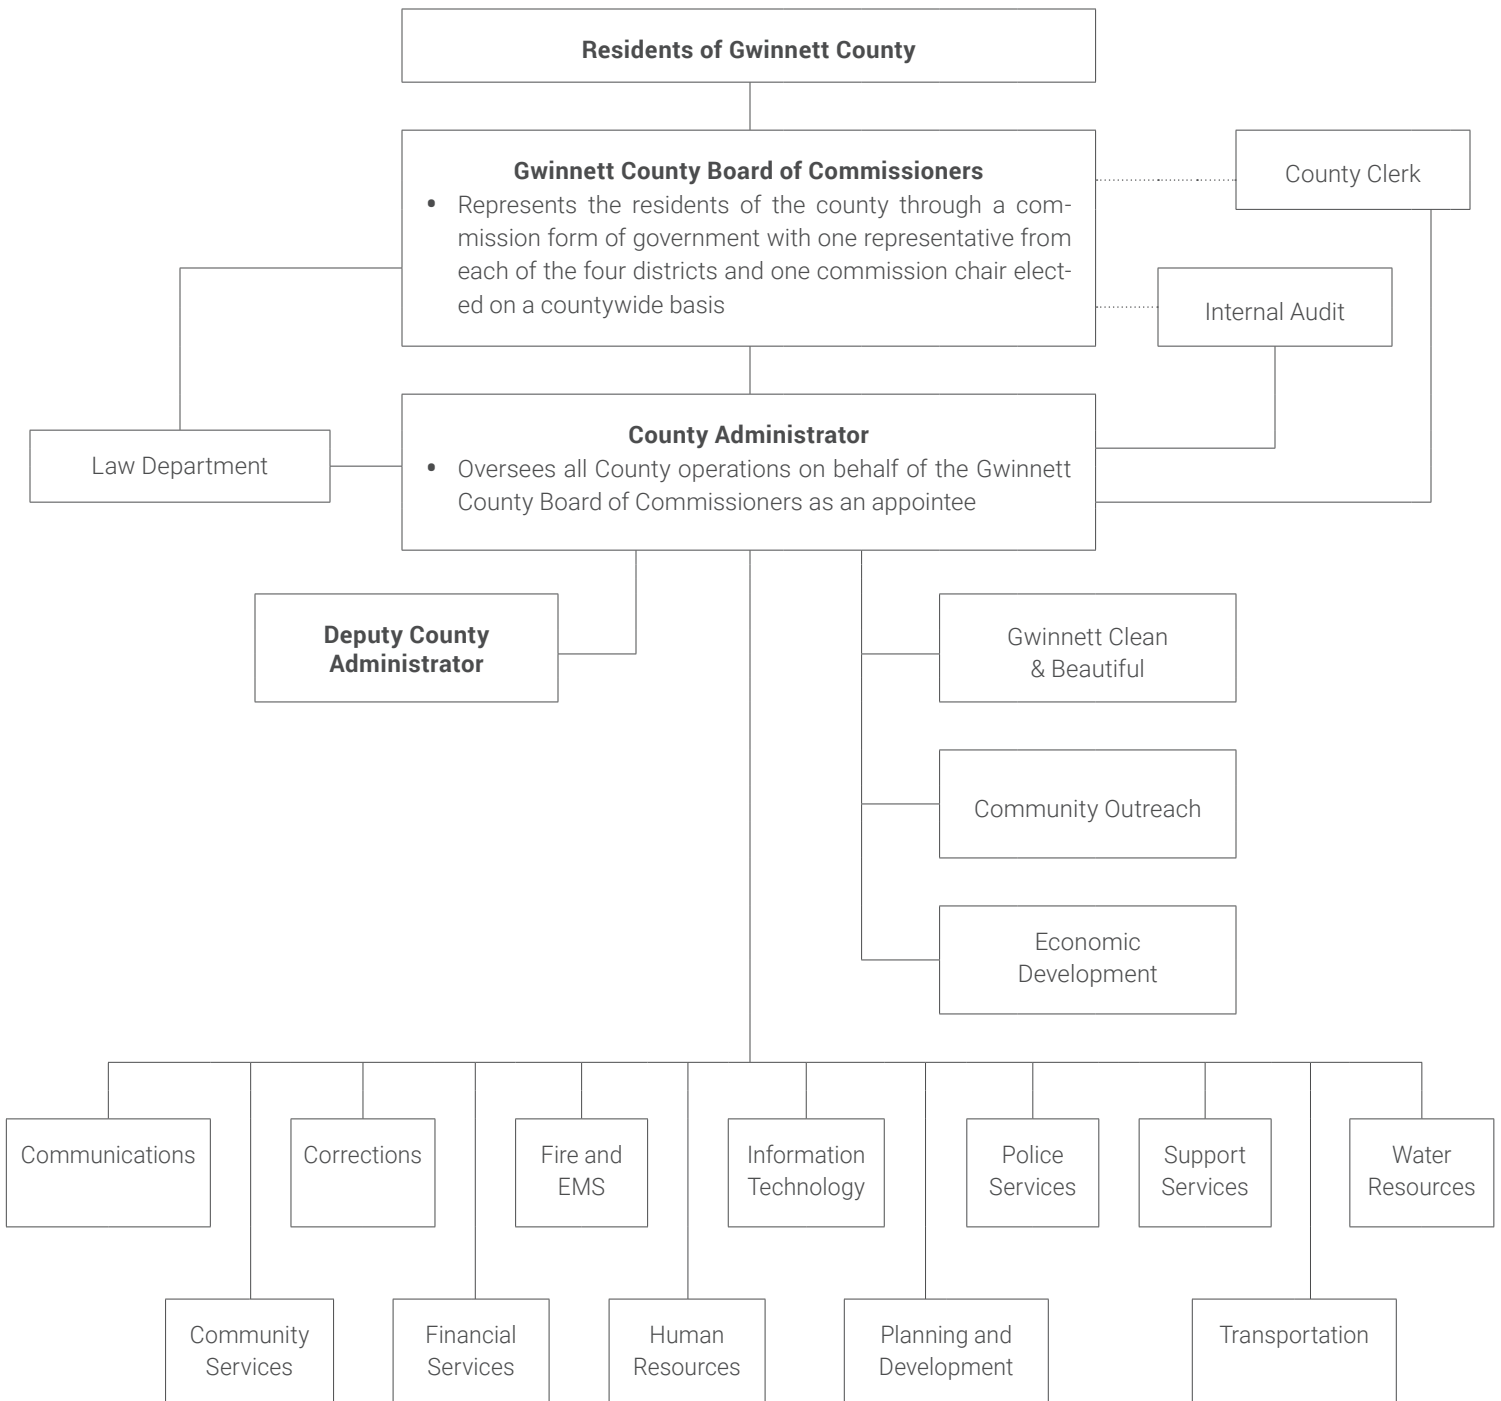 Residents of Gwinnett County
Gwinnett County Board of Commissioners
• Represents the residents of the county through a com-
mission form of government with one representative from
each of the four districts and one commission chair elect-
ed on a countywide basis
County Clerk
Internal Audit
County Administrator
• Oversees all County operations on behalf of the Gwinnett
County Board of Commissioners as an appointee
Law Department
Deputy County
Administrator
Gwinnett Clean
& Beautiful
Community Outreach
Economic
Development
Communications
Corrections
Fire and
EMS
Information
Technology
Police
Services
Support
Services
Water
Resources
Community
Services
Financial
Services
Human
Resources
Planning and
Development
Transportation